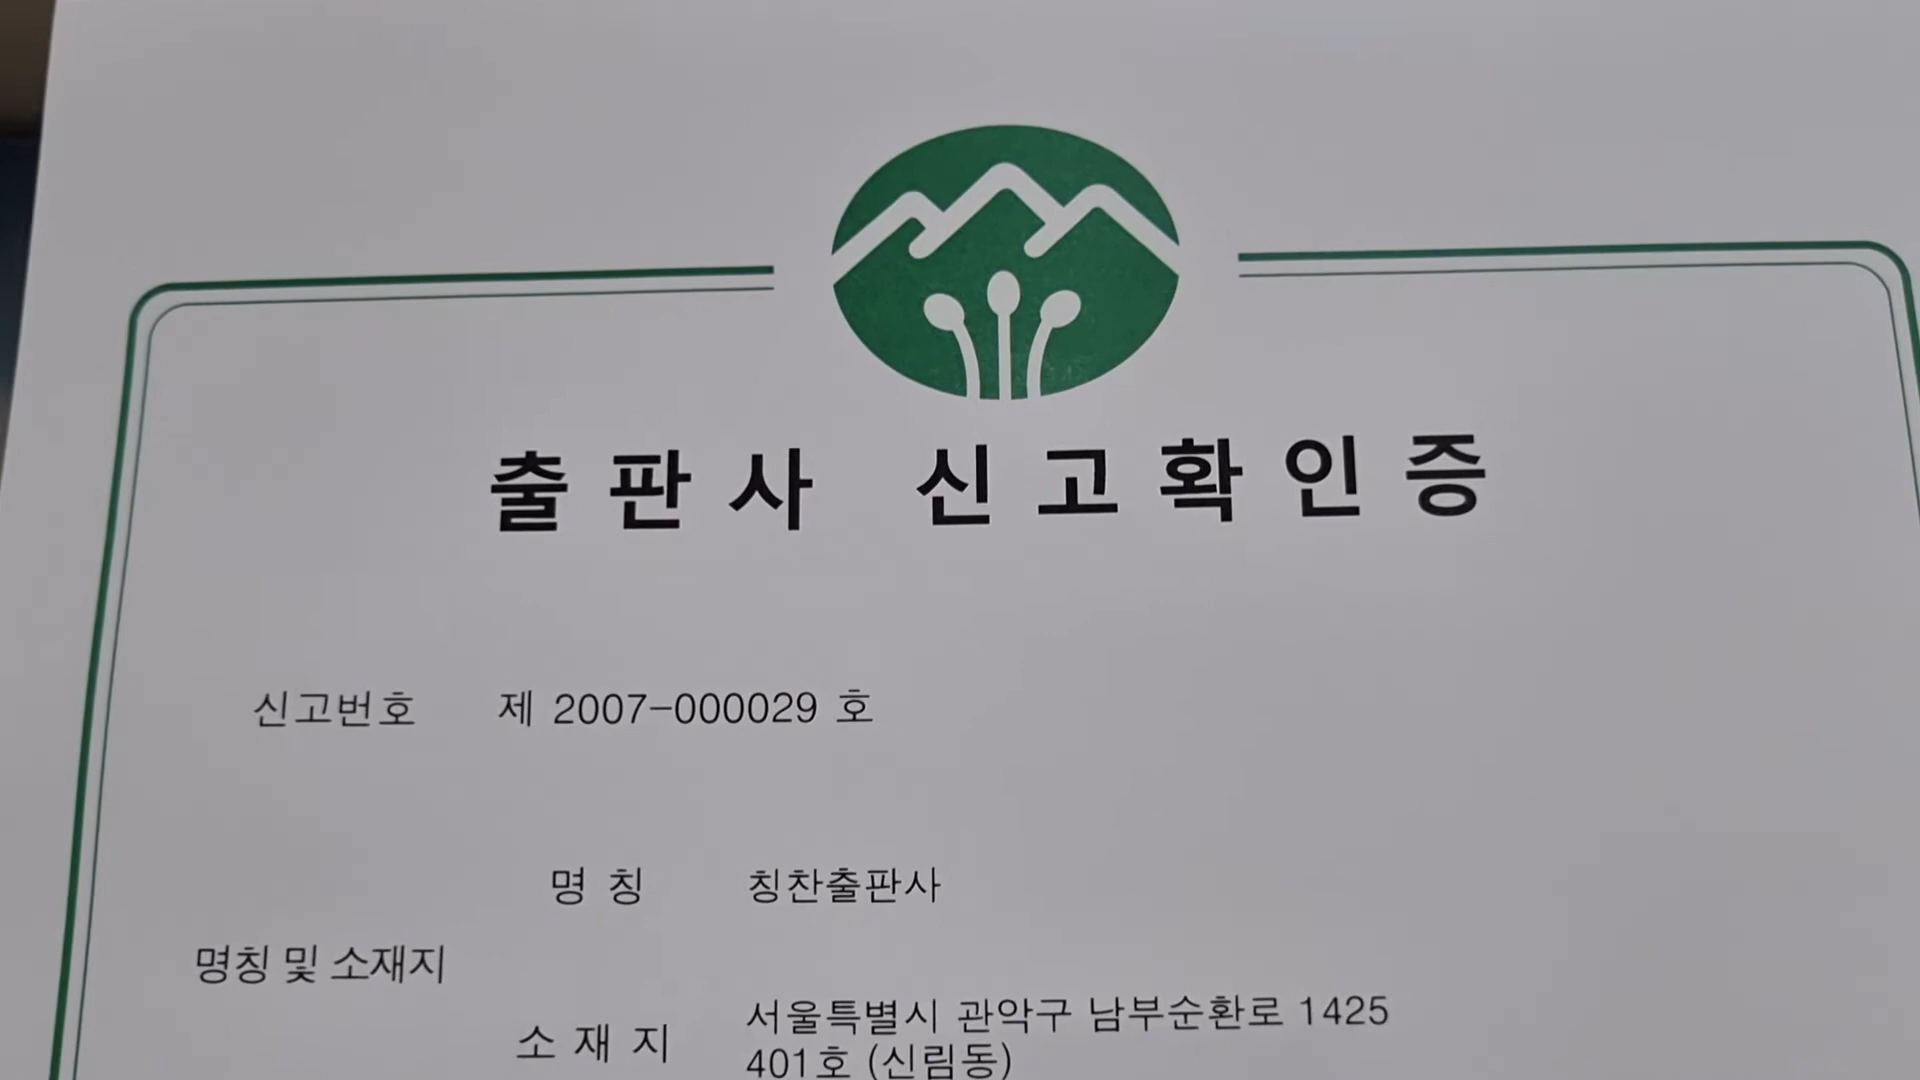 출판사 신고확인증
신고번호 제 2007-000029 호
명 칭 칭찬출판사
명칭 및 소재지
소 재 지 서울특별시 관악구 남부순환로 1425
401호 (신림동)